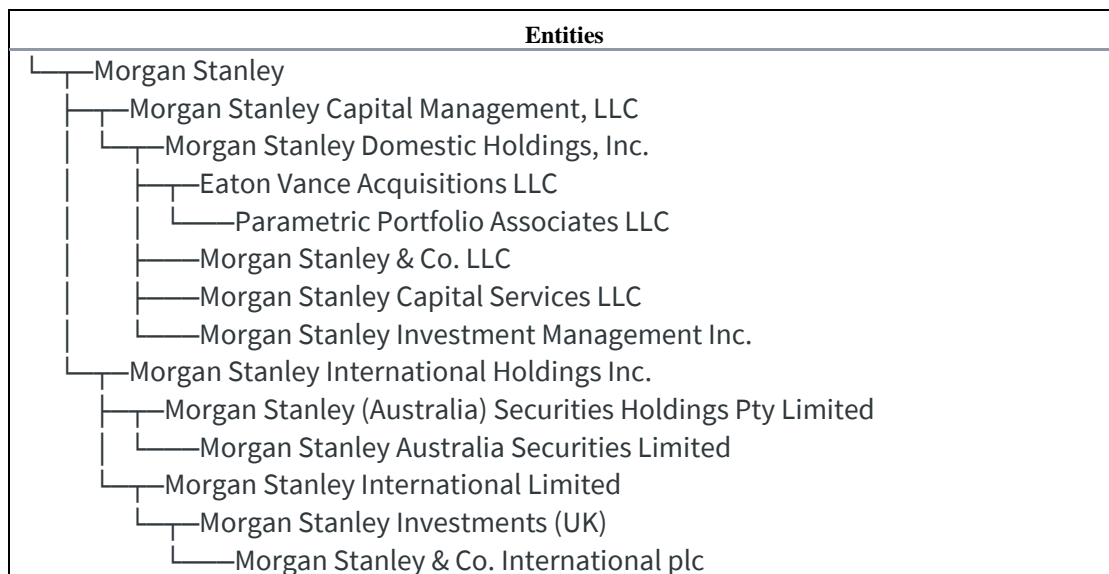 Entities
Morgan Stanley
Morgan Stanley Capital Management, LLC
Morgan Stanley Domestic Holdings, Inc.
Eaton Vance Acquisitions LLC
Parametric Portfolio Associates LLC
Morgan Stanley & Co. LLC
Morgan Stanley Capital Services LLC
Morgan Stanley Investment Management Inc.
Morgan Stanley International Holdings Inc.
Morgan Stanley (Australia) Securities Holdings Pty Limited
Morgan Stanley Australia Securities Limited
Morgan Stanley International Limited
Morgan Stanley Investments (UK)
Morgan Stanley & Co. International plc